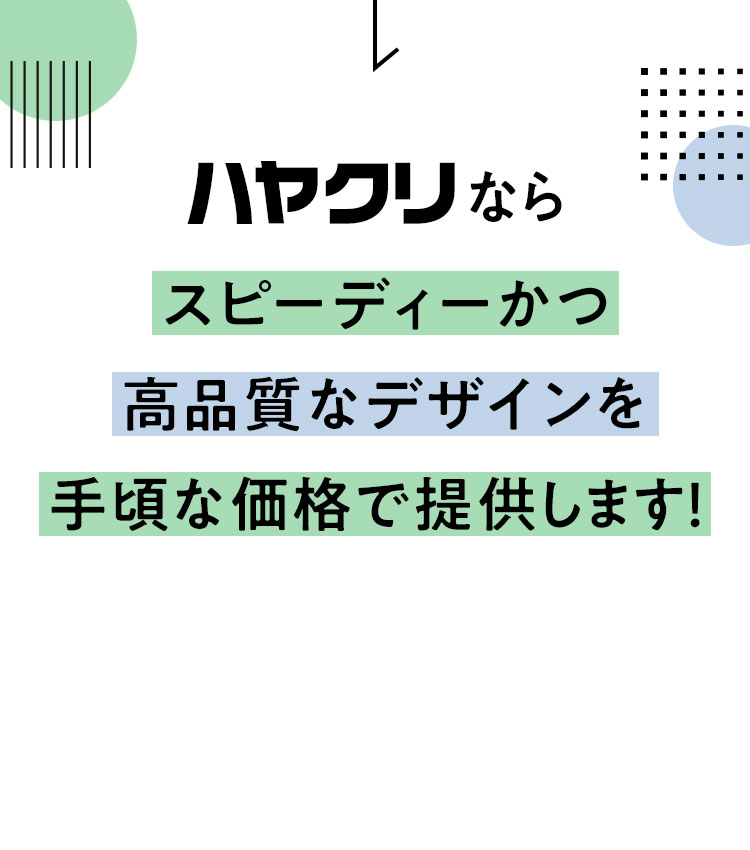 ハヤクリなら
スピーディーかつ
高品質なデザインを
手頃な価格で提供します!